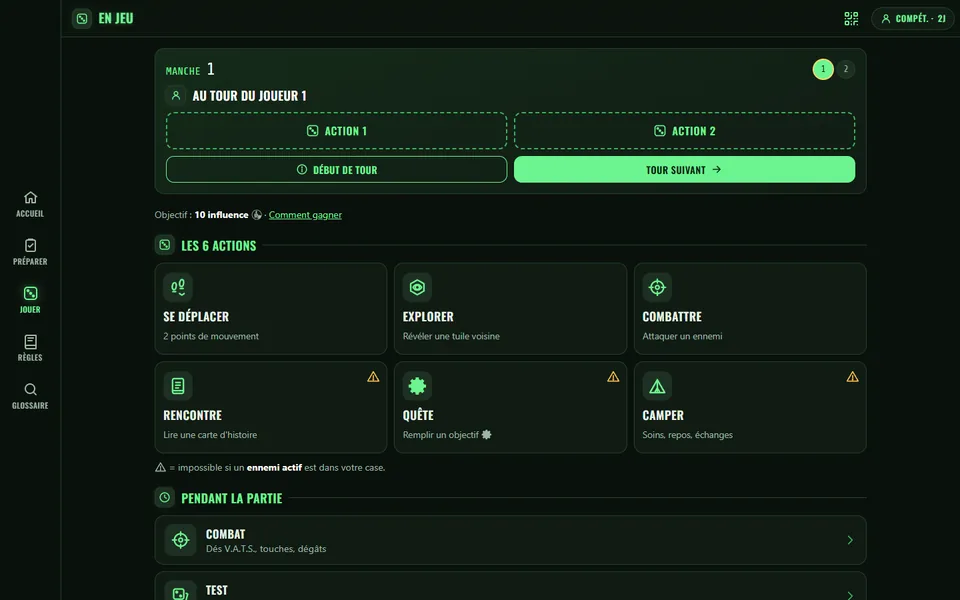 EN JEU
COMPÉT. · 2J
MANCHE 1
1 2
AU TOUR DU JOUEUR 1
ACTION 1
ACTION 2
DÉBUT DE TOUR
TOUR SUIVANT →
Objectif : 10 influence · Comment gagner
LES 6 ACTIONS
SE DÉPLACER
2 points de mouvement
EXPLORER
Révéler une tuile voisine
COMBATTRE
Attaquer un ennemi
RENCONTRE
Lire une carte d'histoire
QUÊTE
Remplir un objectif
CAMPER
Soins, repos, échanges
= impossible si un ennemi actif est dans votre case.
PENDANT LA PARTIE
COMBAT
Dés V.A.T.S., touches, dégâts
TEST
ACCUEIL
PRÉPARER
JOUER
RÈGLES
GLOSSAIRE